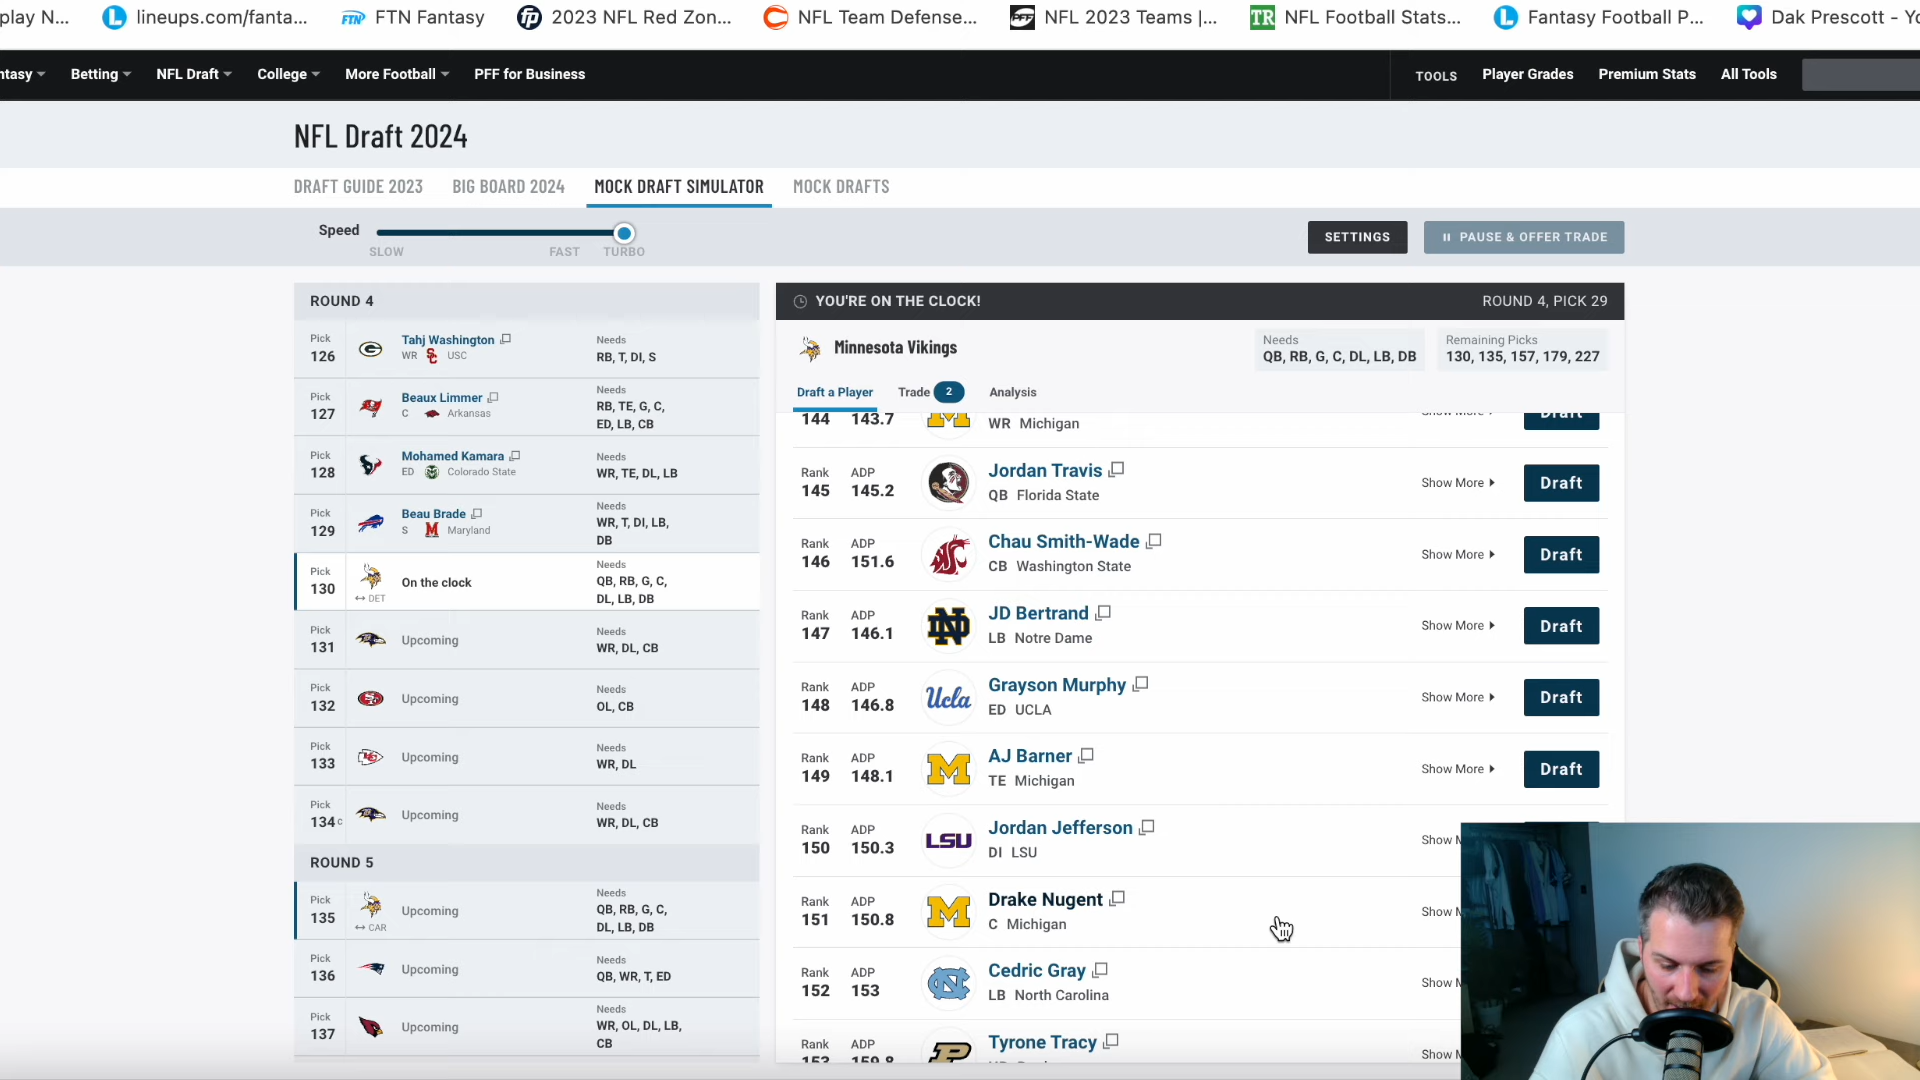 play N...
lineups.com/fanta...
FTN Fantasy
2023 NFL Red Zon...
NFL Team Defense...
NFL 2023 Teams |...
NFL Football Stats...
Fantasy Football P...
Dak Prescott - Yo
ntasy
Betting
NFL Draft
College
More Football
PFF for Business
TOOLS
Player Grades
Premium Stats
All Tools
NFL Draft 2024
DRAFT GUIDE 2023
BIG BOARD 2024
MOCK DRAFT SIMULATOR
MOCK DRAFTS
Speed
SLOW
FAST
TURBO
SETTINGS
PAUSE & OFFER TRADE
ROUND 4
Pick
126
Tahj Washington
WR USC
Needs
RB, T, DI, S
Pick
127
Beaux Limmer
C Arkansas
Needs
RB, TE, G, C,
ED, LB, CB
Pick
128
Mohamed Kamara
ED Colorado State
Needs
WR, TE, DL, LB
Pick
129
Beau Brade
S Maryland
Needs
WR, T, DI, LB,
DB
Pick
130
DET
On the clock
Needs
QB, RB, G, C,
DL, LB, DB
Pick
131
Upcoming
Needs
WR, DL, CB
Pick
132
Upcoming
Needs
OL, CB
Pick
133
Upcoming
Needs
WR, DL
Pick
134 c
Upcoming
Needs
WR, DL, CB
ROUND 5
Pick
135
CAR
Upcoming
Needs
QB, RB, G, C,
DL, LB, DB
Pick
136
Upcoming
Needs
QB, WR, T, ED
Pick
137
Upcoming
Needs
WR, OL, DL, LB,
CB
YOU'RE ON THE CLOCK!
ROUND 4, PICK 29
Minnesota Vikings
Needs
QB, RB, G, C, DL, LB, DB
Remaining Picks
130, 135, 157, 179, 227
Draft a Player
Trade 2
Analysis
144 143.7
WR Michigan
Show More
Draft
Rank ADP
145 145.2
Jordan Travis
QB Florida State
Show More
Draft
Rank ADP
146 151.6
Chau Smith-Wade
CB Washington State
Show More
Draft
Rank ADP
147 146.1
JD Bertrand
LB Notre Dame
Show More
Draft
Rank ADP
148 146.8
Ucla
Grayson Murphy
ED UCLA
Show More
Draft
Rank ADP
149 148.1
AJ Barner
TE Michigan
Show More
Draft
Rank ADP
150 150.3
LSU
Jordan Jefferson
DI LSU
Show M
Rank ADP
151 150.8
Drake Nugent
C Michigan
Show M
Rank ADP
152 153
Cedric Gray
LB North Carolina
Show M
Rank ADP
153 159.8
Tyrone Tracy
Show M